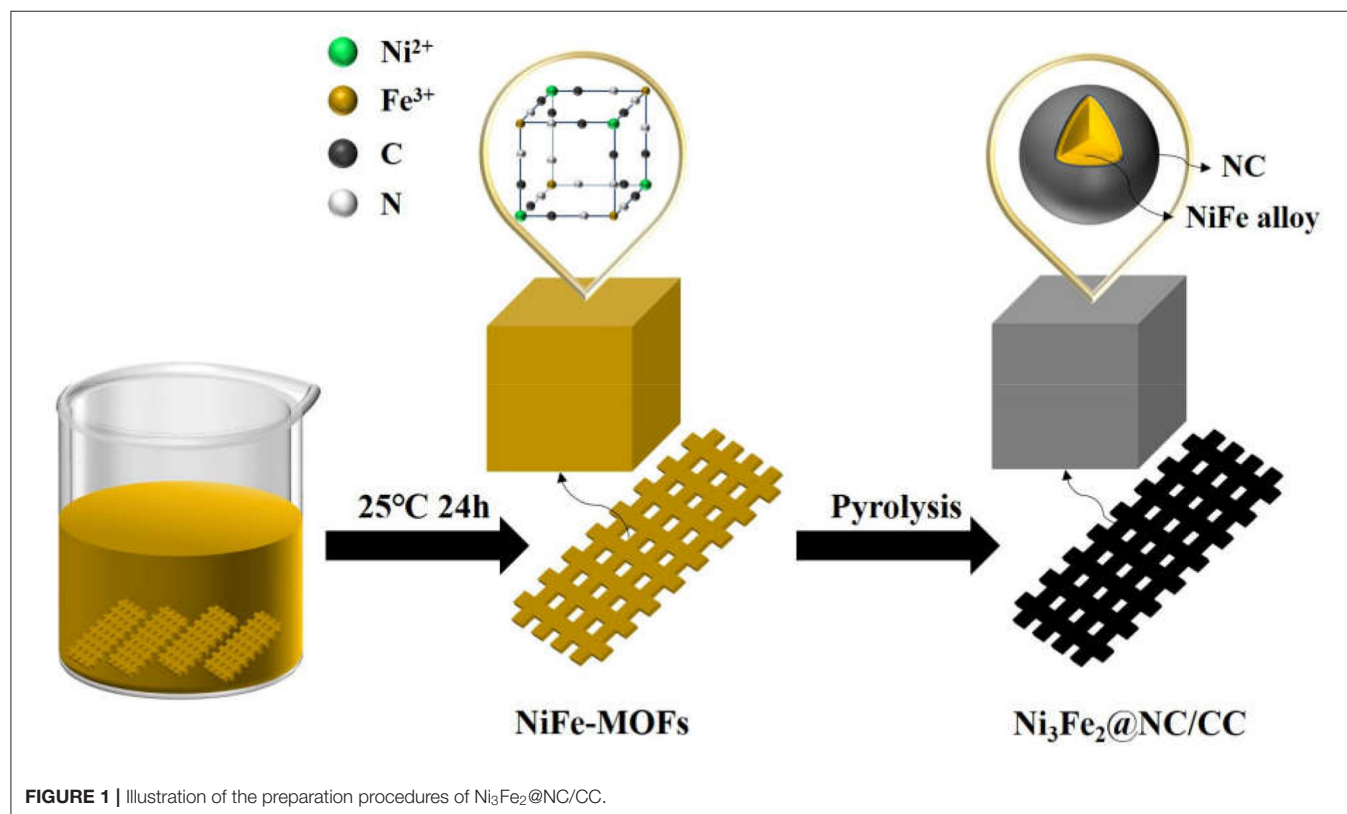 Ni²⁺
Fe³⁺
C
N
NC
NiFe alloy
25°C 24h
Pyrolysis
NiFe-MOFs
Ni₃Fe₂@NC/CC
FIGURE 1 | Illustration of the preparation procedures of Ni₃Fe₂@NC/CC.